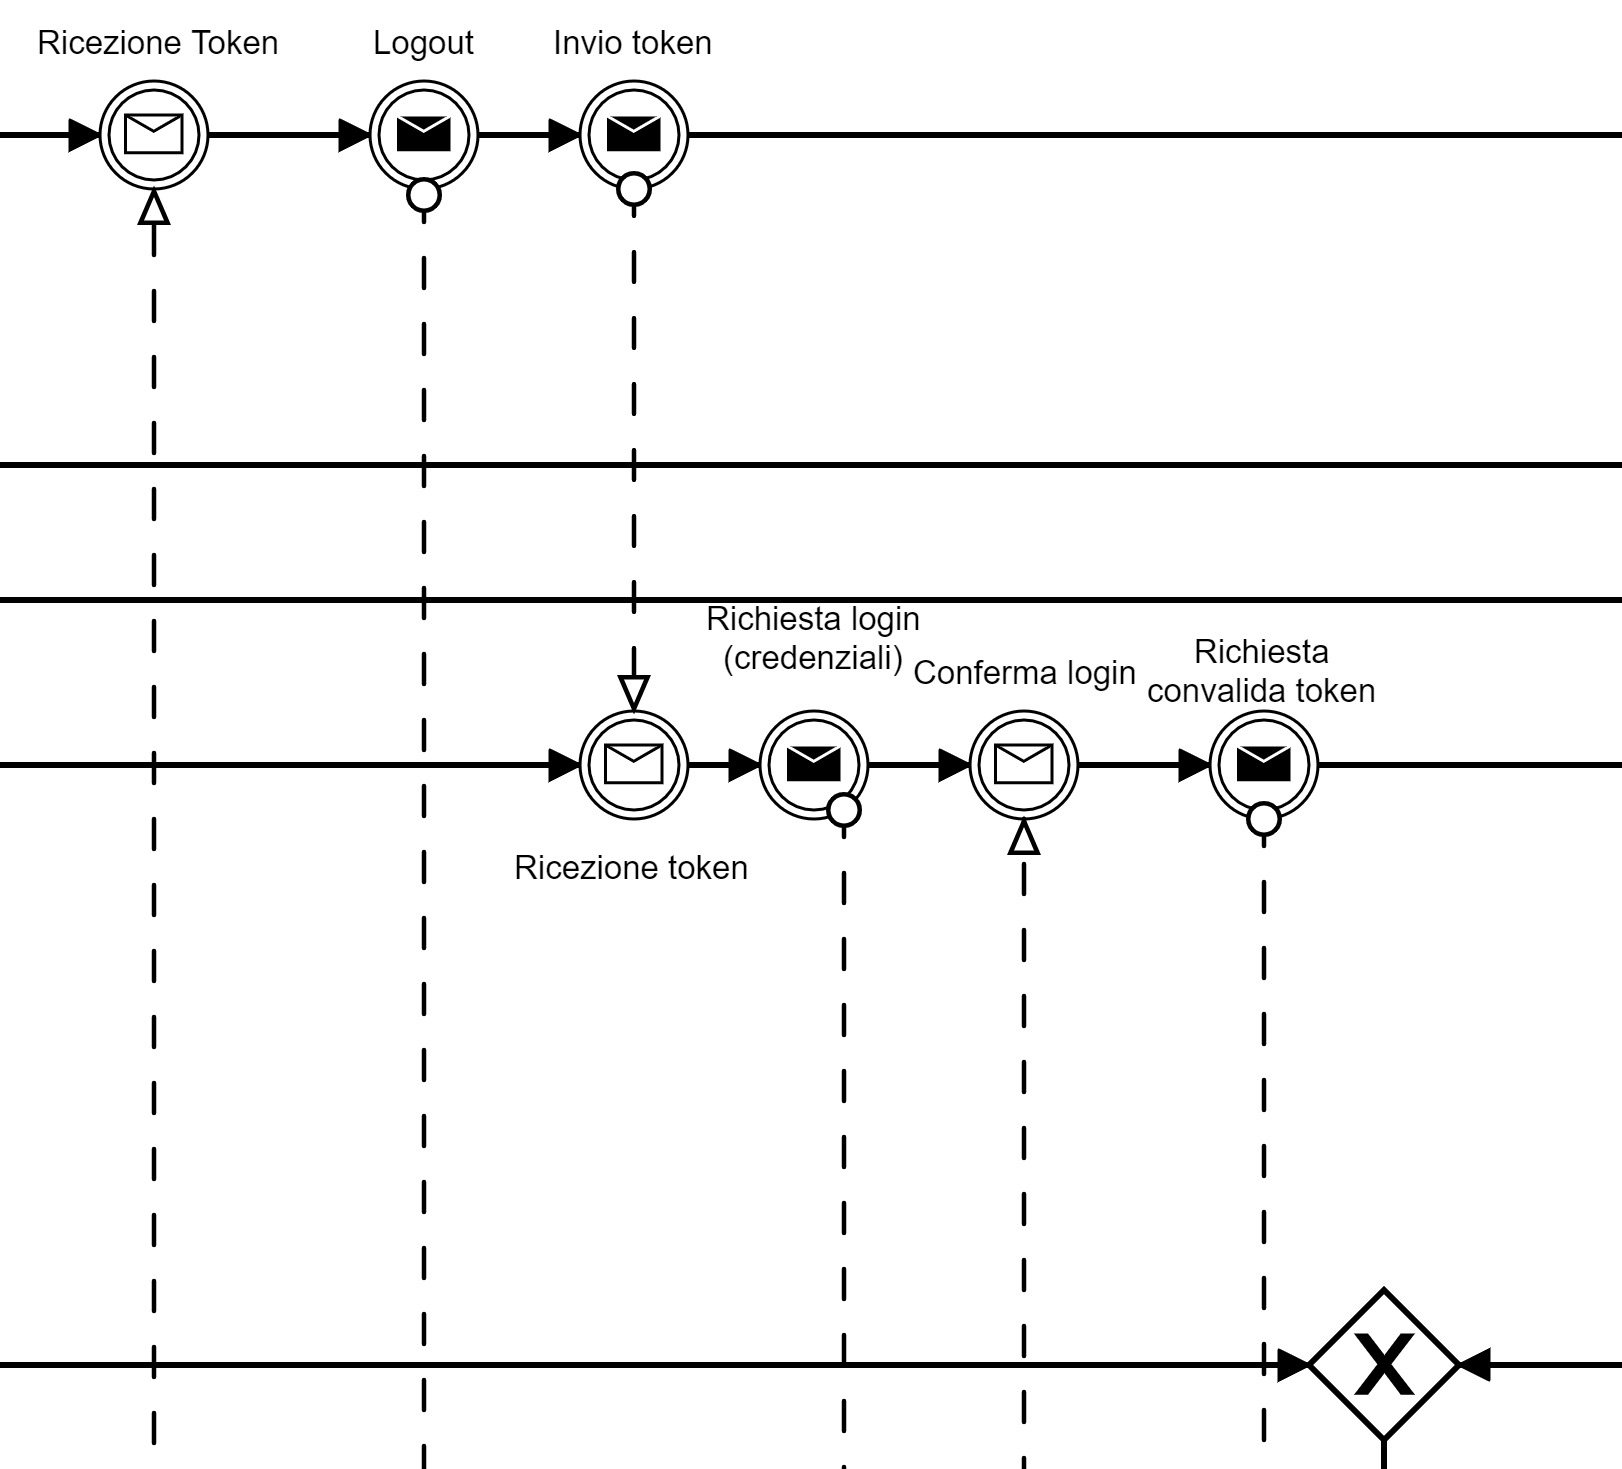 Ricezione Token
Logout
Invio token
Richiesta login
(credenziali)
Conferma login
Richiesta
convalida token
Ricezione token
X